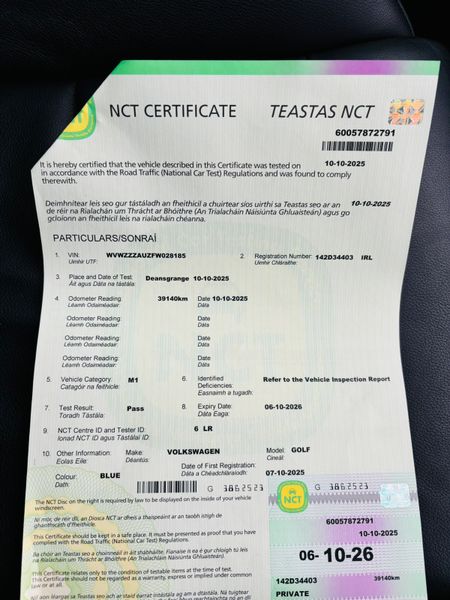 NCT CERTIFICATE TEASTAS NCT
60057872791
It is hereby certified that the vehicle described in this Certificate was tested on 10-10-2025
in accordance with the Road Traffic (National Car Test) Regulations and was found to
comply therewith.
Deimhnítear leis seo gur tástáladh an fheithicil a chuirtear síos uirthi sa Teastas seo ar an 10-10-2025
de réir na Rialachán um Thrácht ar Bhóithre (An Trialacháin Náisiúnta Ghluaisteán) agus go
gcloíonn an fheithicil leis na rialacháin chéanna.
PARTICULARS/SONRAÍ
1. VIN: WVWZZZAUZFW028185 2. Registration Number: 142D34403 IRL
Uimhir UTF: Uimhir Chláraithe:
3. Place and Date of Test: Deansgrange 10-10-2025
Áit agus Dáta na tástála:
4. Odometer Reading: 39140km Date 10-10-2025
Léamh Odaiméadair: Dáta
Odometer Reading: Date
Léamh Odaiméadair: Dáta
Odometer Reading: Date
Léamh Odaiméadair: Dáta
Odometer Reading: Date
Léamh Odaiméadair: Dáta
5. Vehicle Category: M1 6. Identified Deficiencies: Refer to the Vehicle Inspection Report
Catagóir na feithicle: Easnaimh a tugadh:
7. Test Result: Pass 8. Expiry Date: 06-10-2026
Toradh Tástála: Dáta Éaga:
9. NCT Centre ID and Tester ID: 6 LR
Ionad NCT ID agus Tástálaí ID:
10. Other Information: Make: VOLKSWAGEN Model: GOLF
Eolas Eile: Déantús: Cineál:
Colour: BLUE Date of First Registration: 07-10-2025
Dath: Dáta a Chéadchláraíodh:
G 3862523 G 3862523
The NCT Disc on the right is required by law to be displayed on the inside of your vehicle
windscreen.
This Certificate should be kept in a safe place. It must be presented as proof that you have
complied with the Road Traffic (National Car Test) Regulations.
This Certificate relates only to the condition of testable items at the time of test.
This Certificate should not be regarded as a warranty, express or implied under common
law or at all.
NCT
60057872791
10-10-2025
06-10-26
142D34403 39140km
PRIVATE